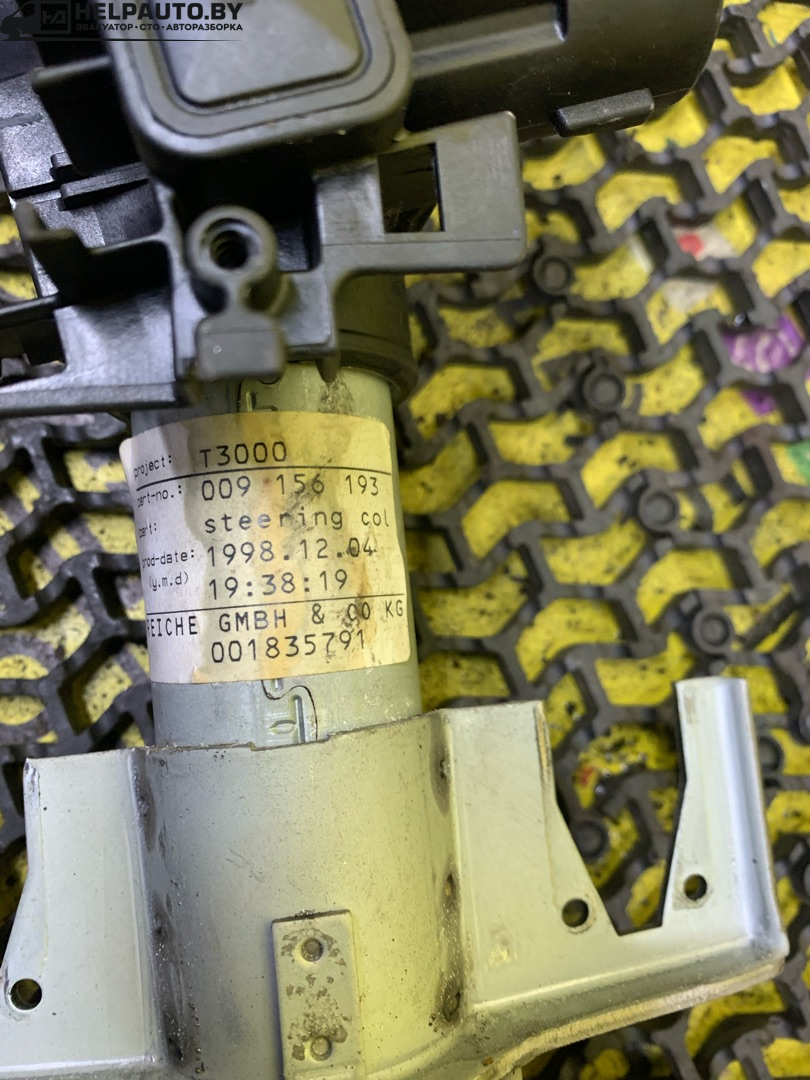 HELPAUTO.BY
ЭВАКУАТОР • СТО • АВТОРАЗБОРКА
project: T3000
part-no.: 009 156 193
part: steering col
prod-date: 1998.12.04
(y.m.d) 19:38:19
REICHE GMBH & CO KG
001835791